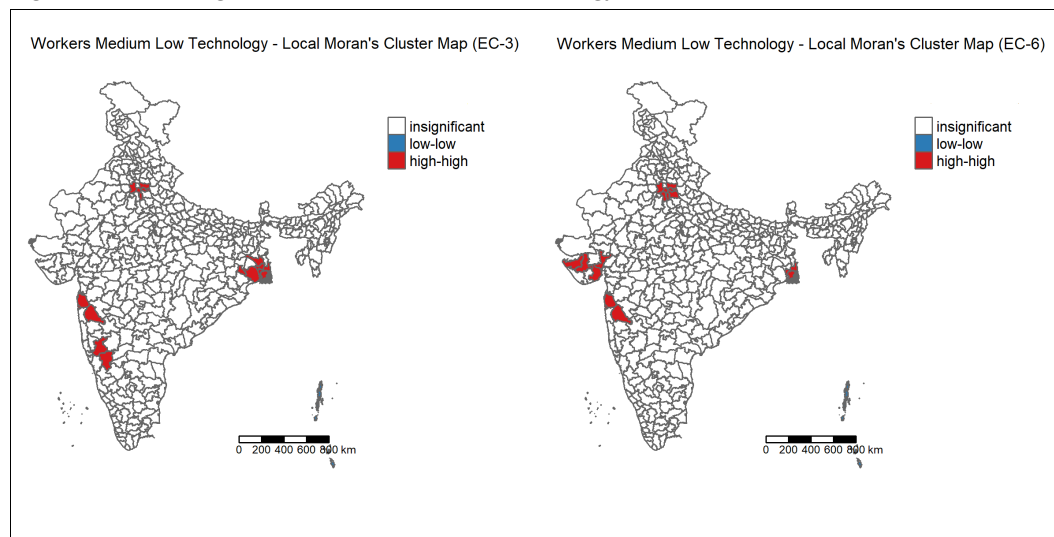 Workers Medium Low Technology - Local Moran's Cluster Map (EC-3)
insignificant
low-low
high-high
0 200 400 600 800 km
Workers Medium Low Technology - Local Moran's Cluster Map (EC-6)
insignificant
low-low
high-high
0 200 400 600 800 km